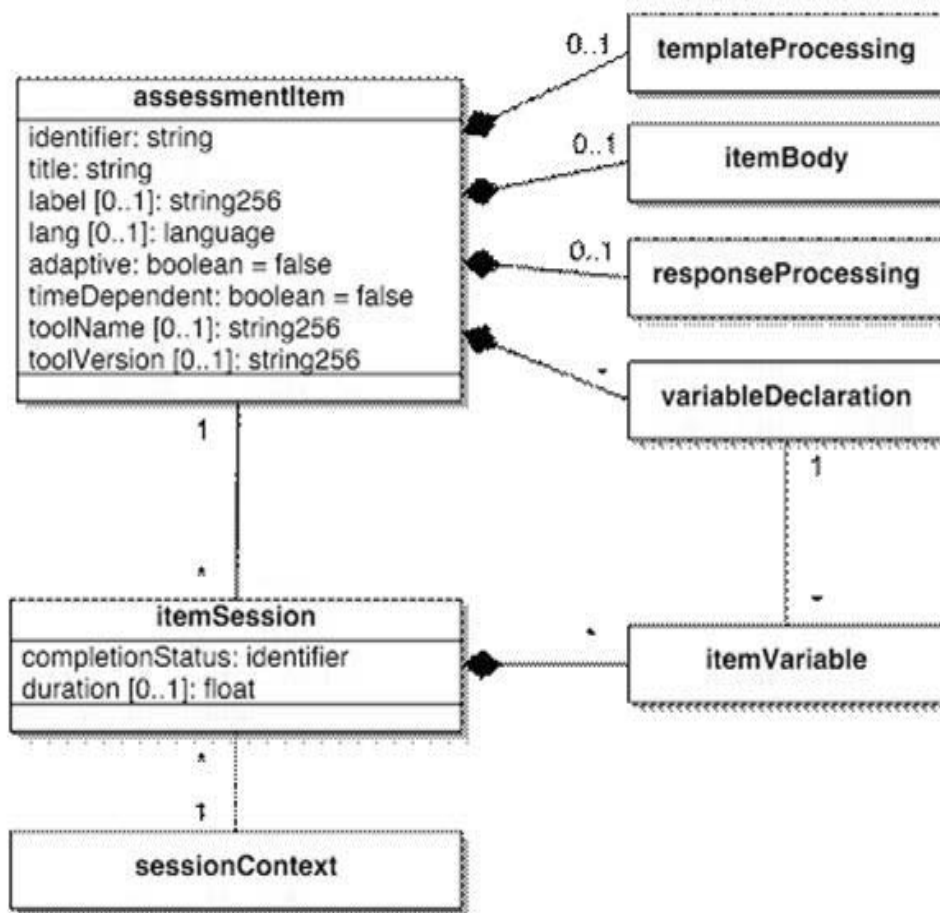 0..1
templateProcessing
assessmentItem
identifier: string
title: string
label [0..1]: string256
lang [0..1]: language
adaptive: boolean = false
timeDependent: boolean = false
toolName [0..1]: string256
toolVersion [0..1]: string256
0..1
itemBody
0..1
responseProcessing
*
variableDeclaration
1
1
*
*
itemSession
completionStatus: identifier
duration [0..1]: float
*
itemVariable
*
1
sessionContext